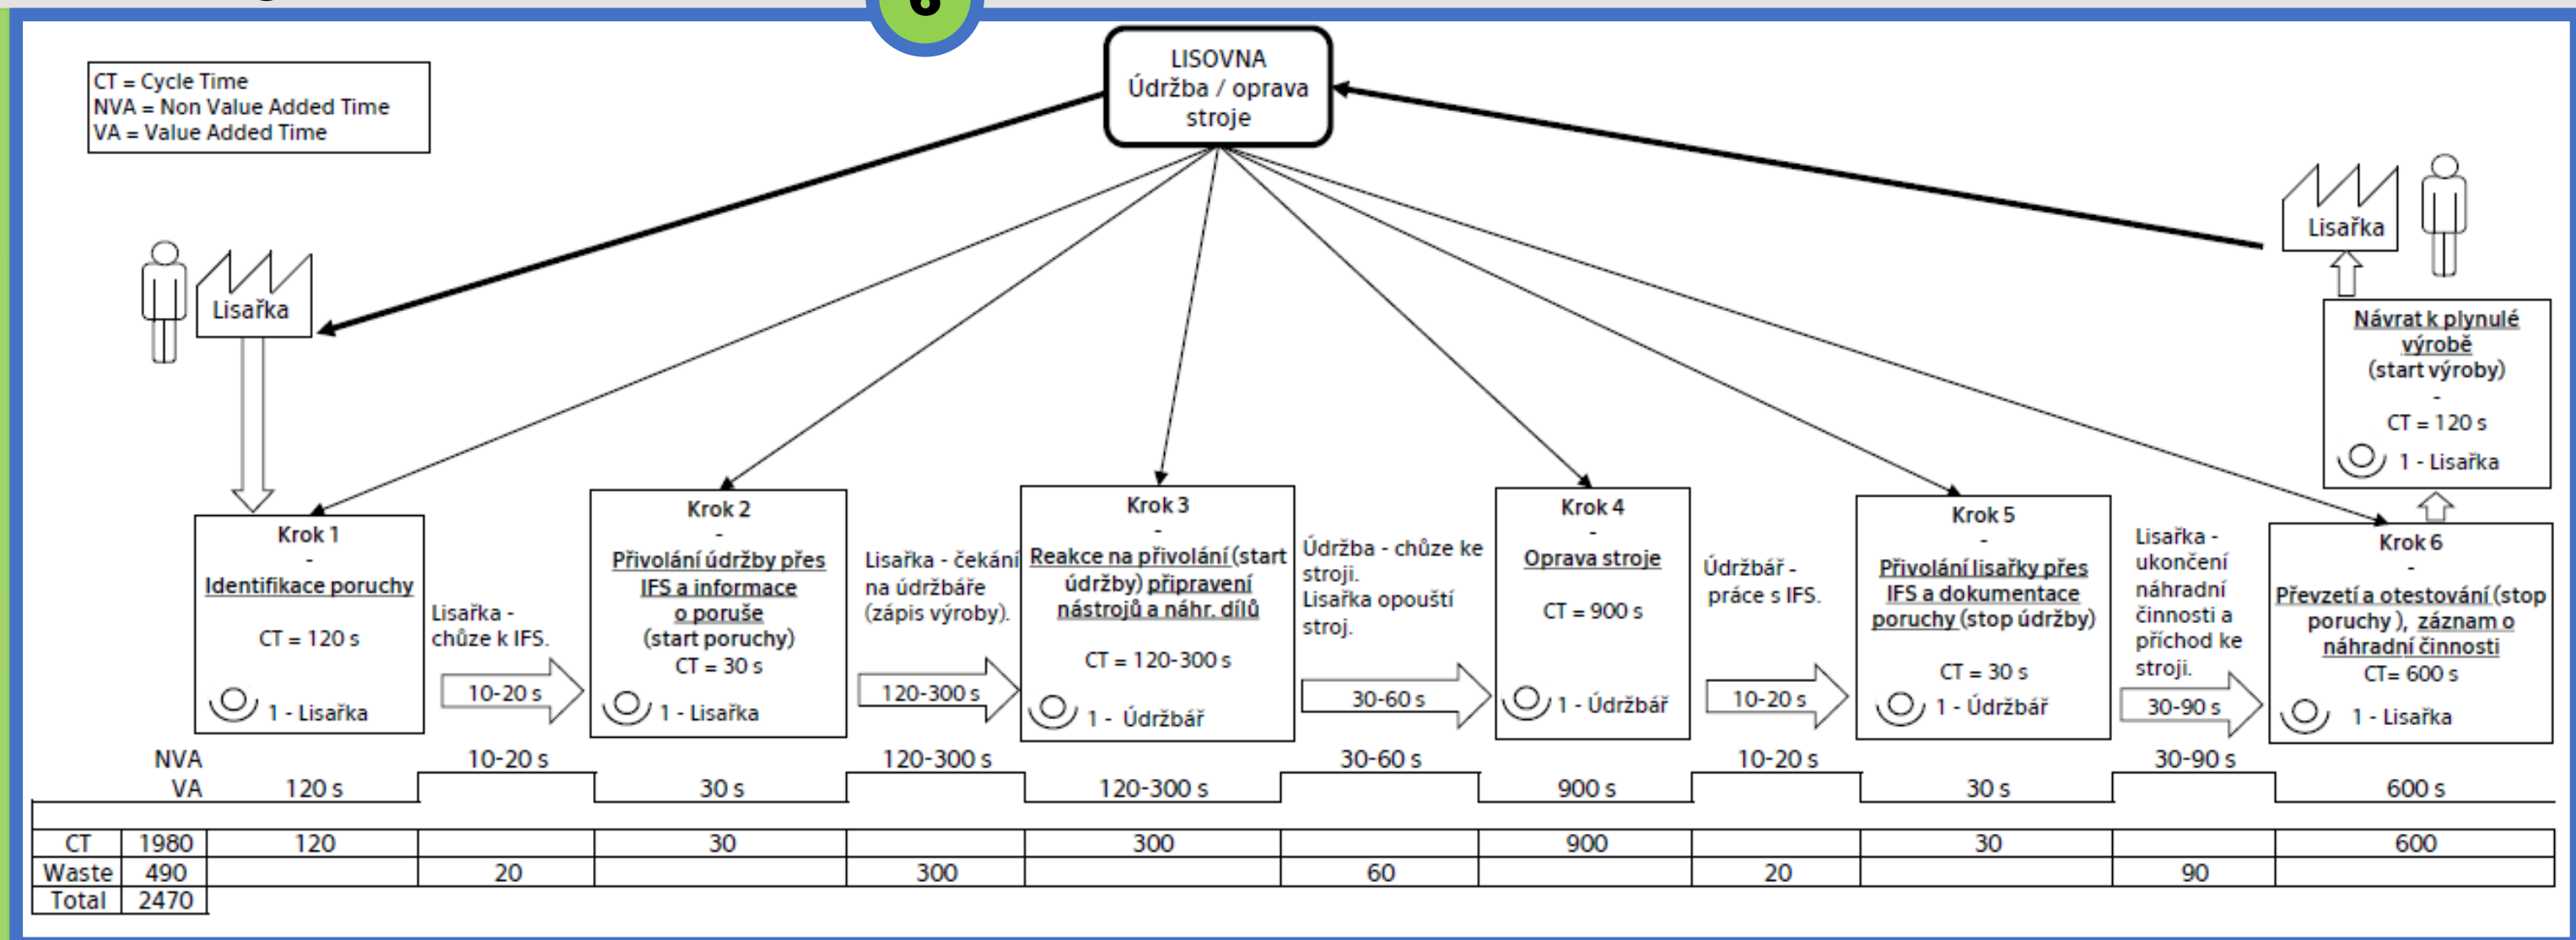 6
CT = Cycle Time
NVA = Non Value Added Time
VA = Value Added Time
LISOVNA
Údržba / oprava
stroje
Lisařka
Lisařka
Návrat k plynulé
výrobě
(start výroby)
-
CT = 120 s
1 - Lisařka
Krok 1
-
Identifikace poruchy
CT = 120 s
1 - Lisařka
Lisařka -
chůze k IFS.
10-20 s
Krok 2
-
Přivolání údržby přes
IFS a informace
o poruše
(start poruchy)
CT = 30 s
1 - Lisařka
Lisařka - čekání
na údržbáře
(zápis výroby).
120-300 s
Krok 3
-
Reakce na přivolání (start
údržby) připravení
nástrojů a náhr. dílů
CT = 120-300 s
1 - Údržbář
Údržba - chůze ke
stroji.
Lisařka opouští
stroj.
30-60 s
Krok 4
-
Oprava stroje
CT = 900 s
1 - Údržbář
Údržbář -
práce s IFS.
10-20 s
Krok 5
-
Přivolání lisařky přes
IFS a dokumentace
poruchy (stop údržby)
CT = 30 s
1 - Údržbář
Lisařka -
ukončení
náhradní
činnosti a
příchod ke
stroji.
30-90 s
Krok 6
-
Převzetí a otestování (stop
poruchy ), záznam o
náhradní činnosti
CT= 600 s
1 - Lisařka
NVA 10-20 s 120-300 s 30-60 s 10-20 s 30-90 s
VA 120 s 30 s 120-300 s 900 s 30 s 600 s
CT 1980 120 30 300 900 30 600
Waste 490 20 300 60 20 90
Total 2470